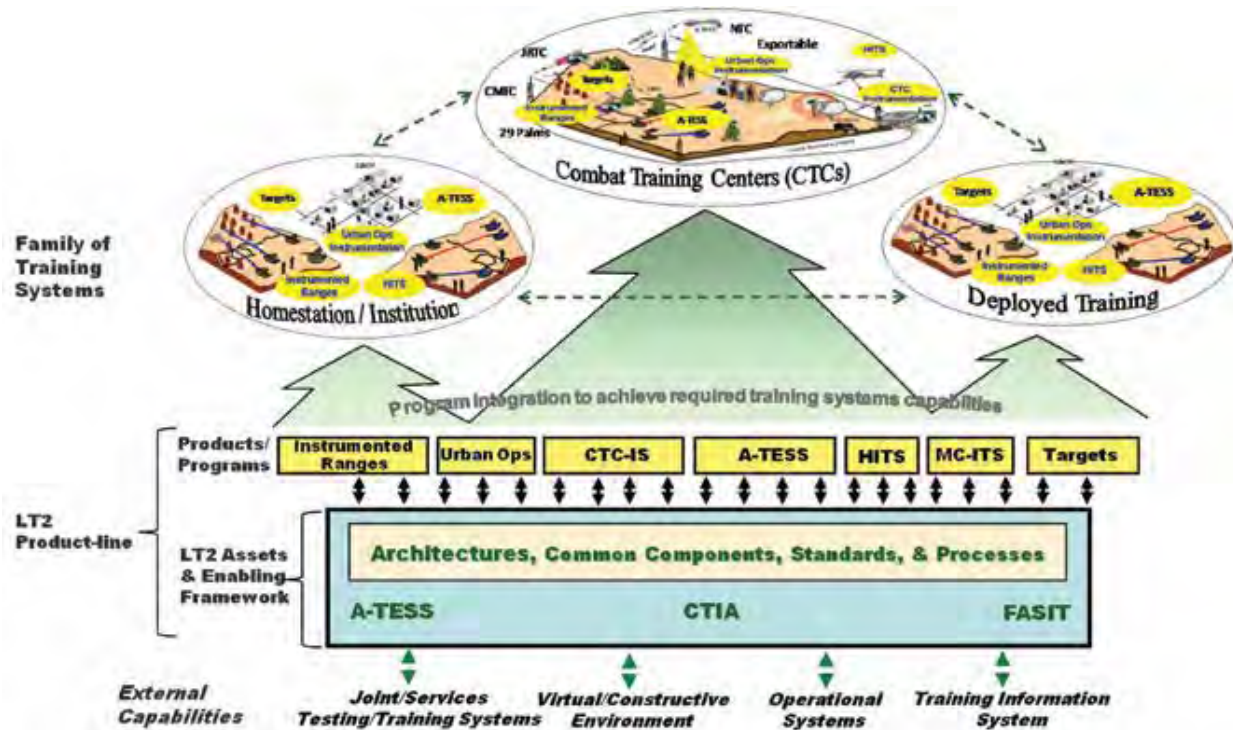 NTC
Exportable
HITS
JRTC
Urban Ops
Instrumentation
Targets
CMTC
CTC
Instrumentation
Instrumented
Ranges
A-TESS
29 Palms
Combat Training Centers (CTCs)
Targets
A-TESS
Urban Ops
Instrumentation
Instrumented
Ranges
HITS
Homestation / Institution
Targets
A-TESS
Urban Ops
Instrumentation
Instrumented
Ranges
HITS
Deployed Training
Family of
Training
Systems
Program integration to achieve required training systems capabilities
Products/
Programs
Instrumented
Ranges
Urban Ops
CTC-IS
A-TESS
HITS
MC-ITS
Targets
LT2
Product-line
LT2 Assets
& Enabling
Framework
Architectures, Common Components, Standards, & Processes
A-TESS
CTIA
FASIT
External
Capabilities
Joint/Services
Testing/Training Systems
Virtual/Constructive
Environment
Operational
Systems
Training Information
System